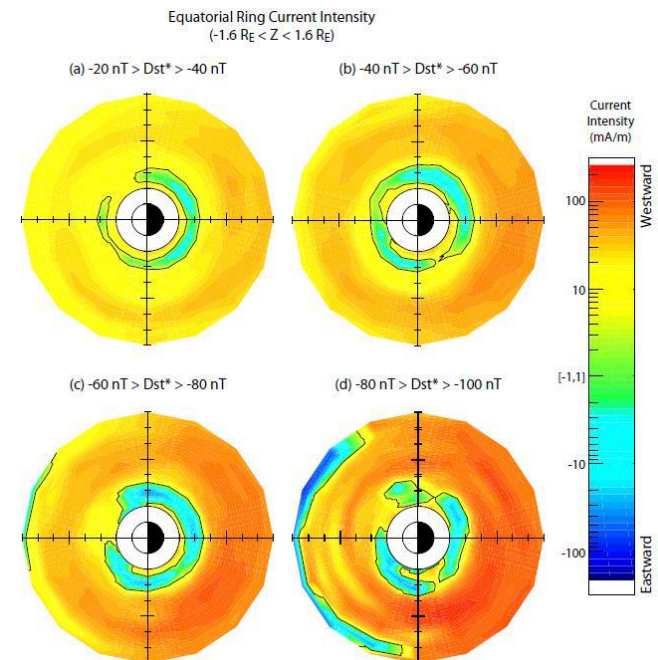 Equatorial Ring Current Intensity
(-1.6 RE < Z < 1.6 RE)
(a) -20 nT > Dst* > -40 nT
(b) -40 nT > Dst* > -60 nT
Current
Intensity
(mA/m)
100
Westward
10
[-1,1]
(c) -60 nT > Dst* > -80 nT
(d) -80 nT > Dst* > -100 nT
-10
-100
Eastward